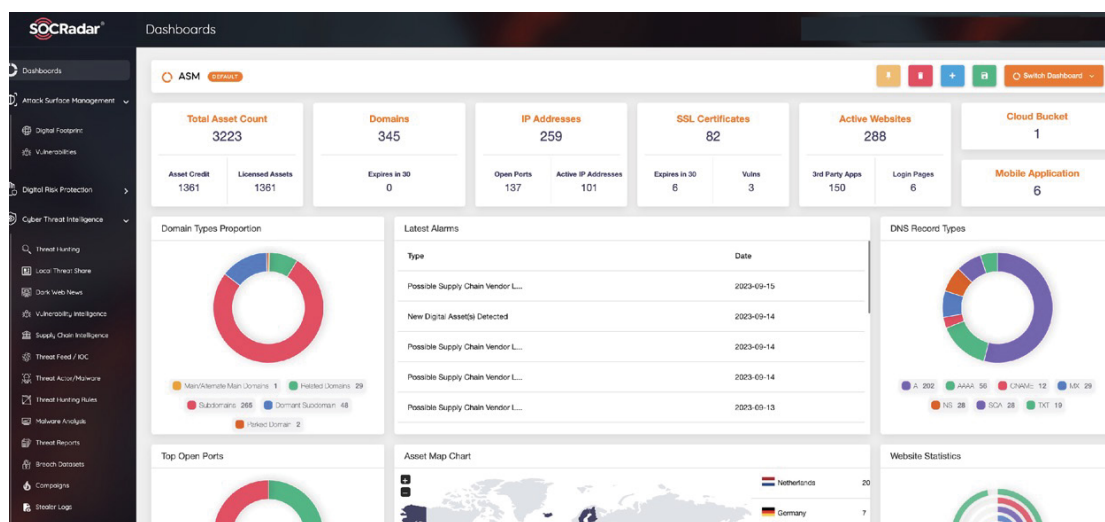 SOCRadar®
Dashboards
Dashboards
Attack Surface Management
Digital Footprint
Vulnerabilities
Digital Risk Protection
Cyber Threat Intelligence
Threat Hunting
Local Threat Share
Dark Web News
Vulnerability Intelligence
Supply Chain Intelligence
Threat Feed / IOC
Threat Actor/Malware
Threat Hunting Rules
Malware Analysis
Threat Reports
Breach Datasets
Campaigns
Stealer Logs
ASM DEFAULT
Switch Dashboard
Total Asset Count
3223
Asset Credit Licensed Assets
1361 1361
Domains
345
Expires in 30
0
IP Addresses
259
Open Ports Active IP Addresses
137 101
SSL Certificates
82
Expires in 30 Vulns
6 3
Active Websites
288
3rd Party Apps Login Pages
150 6
Cloud Bucket
1
Mobile Application
6
Domain Types Proportion
Main/Alternate Main Domains 1 Related Domains 29
Subdomains 265 Dormant Subdomain 48
Parked Domain 2
Latest Alarms
Type Date
Possible Supply Chain Vendor L... 2023-09-15
New Digital Asset(s) Detected 2023-09-14
Possible Supply Chain Vendor L... 2023-09-14
Possible Supply Chain Vendor L... 2023-09-14
Possible Supply Chain Vendor L... 2023-09-13
DNS Record Types
A 202 AAAA 56 CNAME 12 MX 29
NS 28 SOA 28 TXT 19
Top Open Ports
Asset Map Chart
+
−
Netherlands 20
Germany 7
Website Statistics